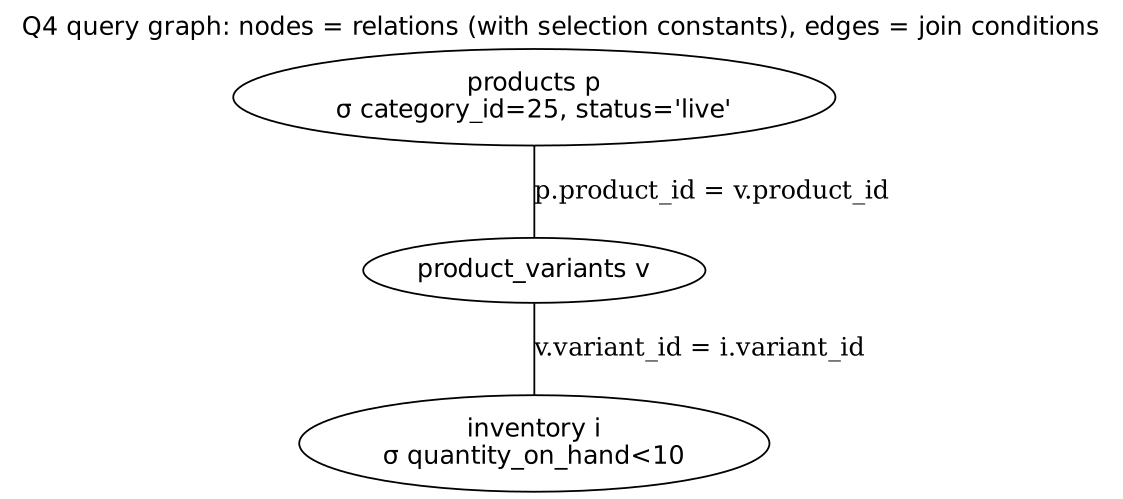 Q4 query graph: nodes = relations (with selection constants), edges = join conditions
products p
σ category_id=25, status='live'
p.product_id = v.product_id
product_variants v
v.variant_id = i.variant_id
inventory i
σ quantity_on_hand<10